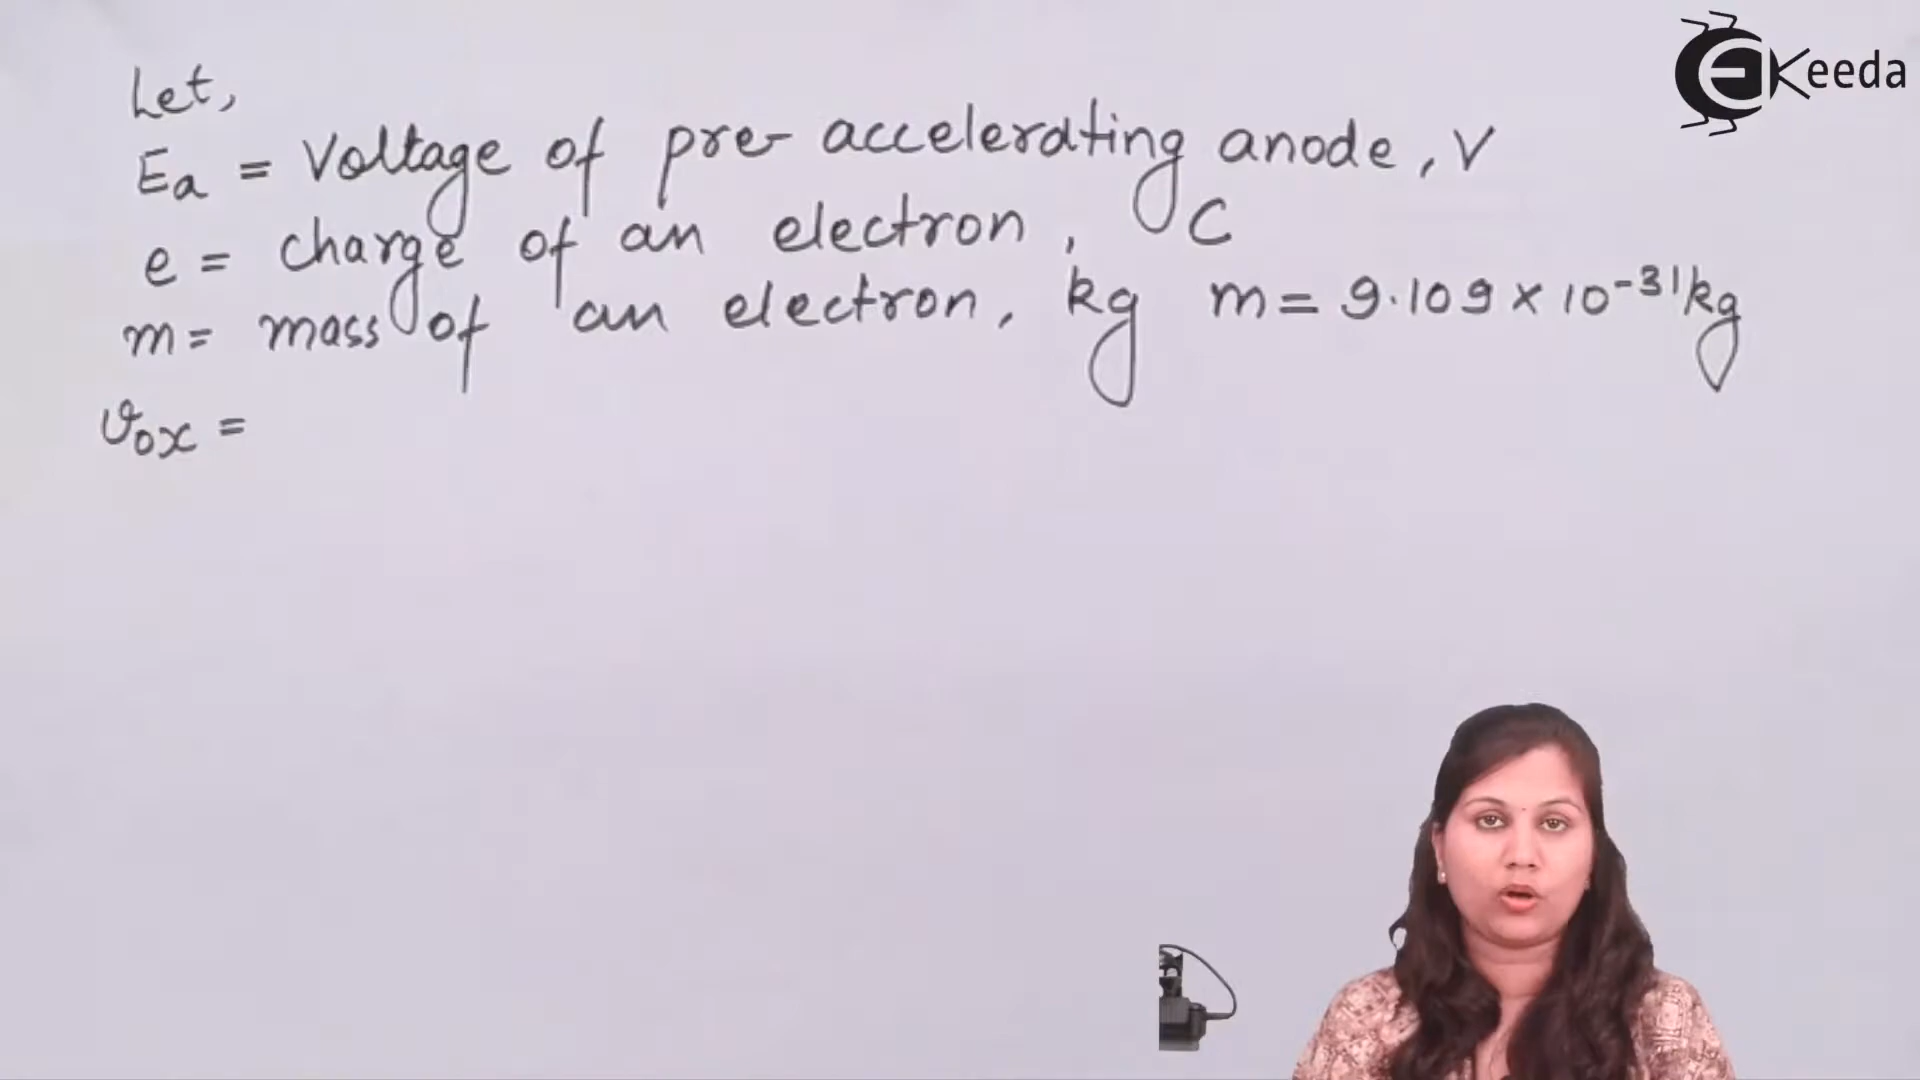 EKeeda
Let,
Ea = Voltage of pre-accelerating anode, V
e = charge of an electron, C
m = mass of an electron, kg m = 9.109 × 10⁻³¹ kg
v₀ₓ =